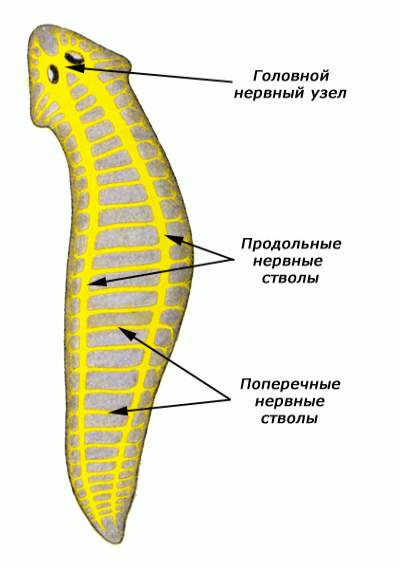 Головной
нервный узел
Продольные
нервные
стволы
Поперечные
нервные
стволы